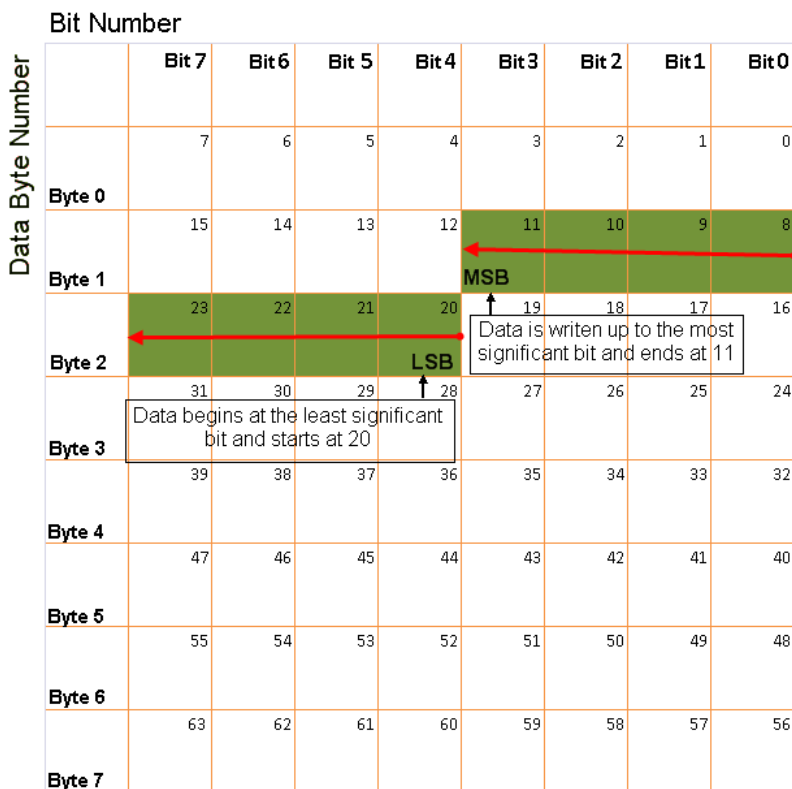 Bit Number
Data Byte Number
Bit 7 Bit 6 Bit 5 Bit 4 Bit 3 Bit 2 Bit 1 Bit 0
7 6 5 4 3 2 1 0
Byte 0
15 14 13 12 11 10 9 8
Byte 1 MSB
23 22 21 20 19 18 17 16
Data is writen up to the most
significant bit and ends at 11
Byte 2 LSB
31 30 29 28 27 26 25 24
Data begins at the least significant
bit and starts at 20
Byte 3
39 38 37 36 35 34 33 32
Byte 4
47 46 45 44 43 42 41 40
Byte 5
55 54 53 52 51 50 49 48
Byte 6
63 62 61 60 59 58 57 56
Byte 7